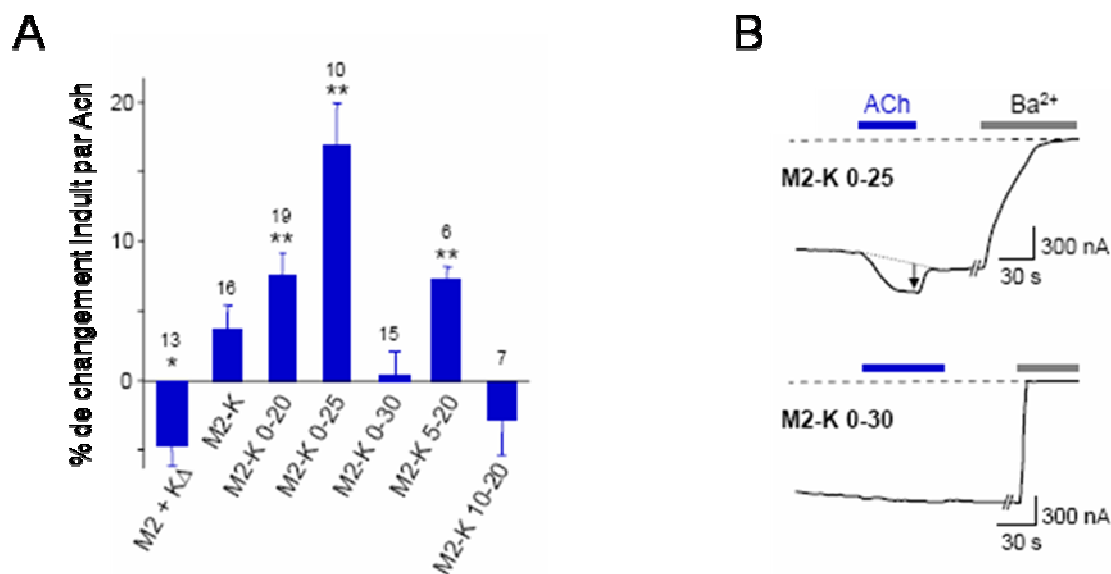 A
% de changement Induit par Ach
20
10
0
13
*
16
19
**
10
**
15
6
**
7
M2 + KΔ
M2-K
M2-K 0-20
M2-K 0-25
M2-K 0-30
M2-K 5-20
M2-K 10-20
B
ACh
Ba²⁺
M2-K 0-25
300 nA
30 s
M2-K 0-30
300 nA
30 s